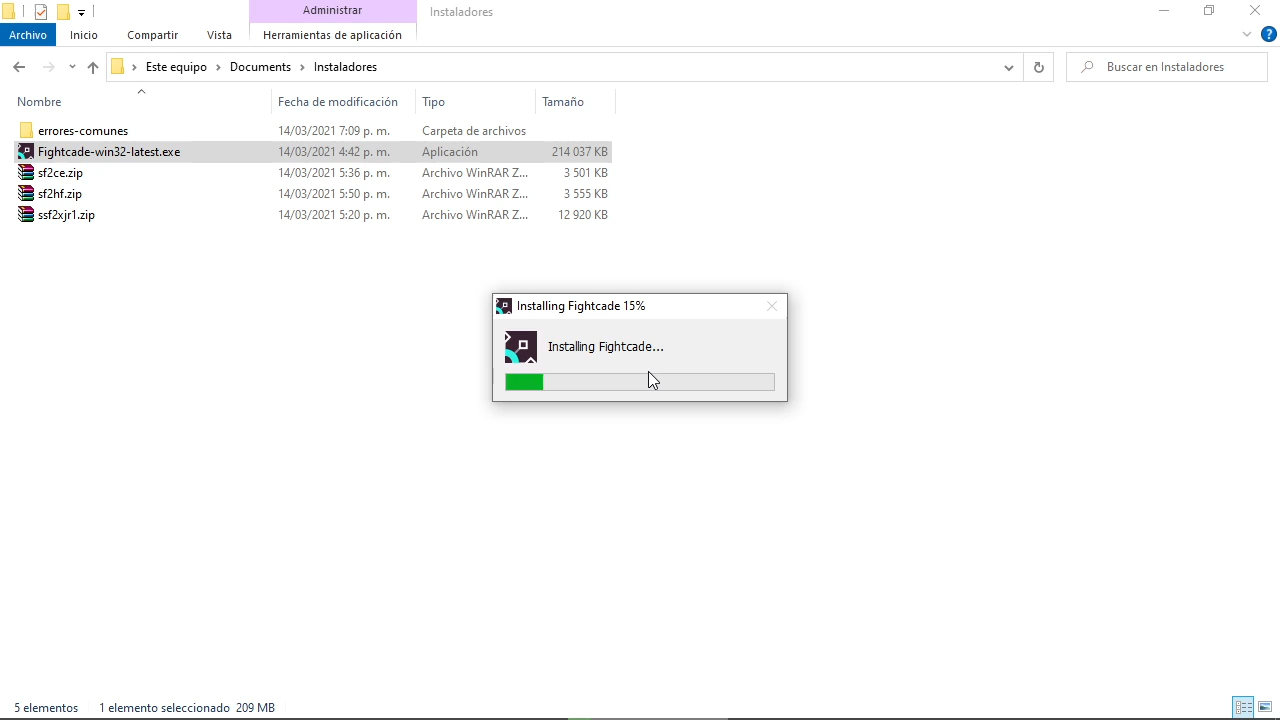 Administrar
Instaladores
Archivo Inicio Compartir Vista Herramientas de aplicación
Este equipo Documents Instaladores
Buscar en Instaladores
Nombre Fecha de modificación Tipo Tamaño
errores-comunes 14/03/2021 7:09 p. m. Carpeta de archivos
Fightcade-win32-latest.exe 14/03/2021 4:42 p. m. Aplicación 214 037 KB
sf2ce.zip 14/03/2021 5:36 p. m. Archivo WinRAR Z... 3 501 KB
sf2hf.zip 14/03/2021 5:50 p. m. Archivo WinRAR Z... 3 555 KB
ssf2xjr1.zip 14/03/2021 5:20 p. m. Archivo WinRAR Z... 12 920 KB
Installing Fightcade 15%
Installing Fightcade...
5 elementos 1 elemento seleccionado 209 MB